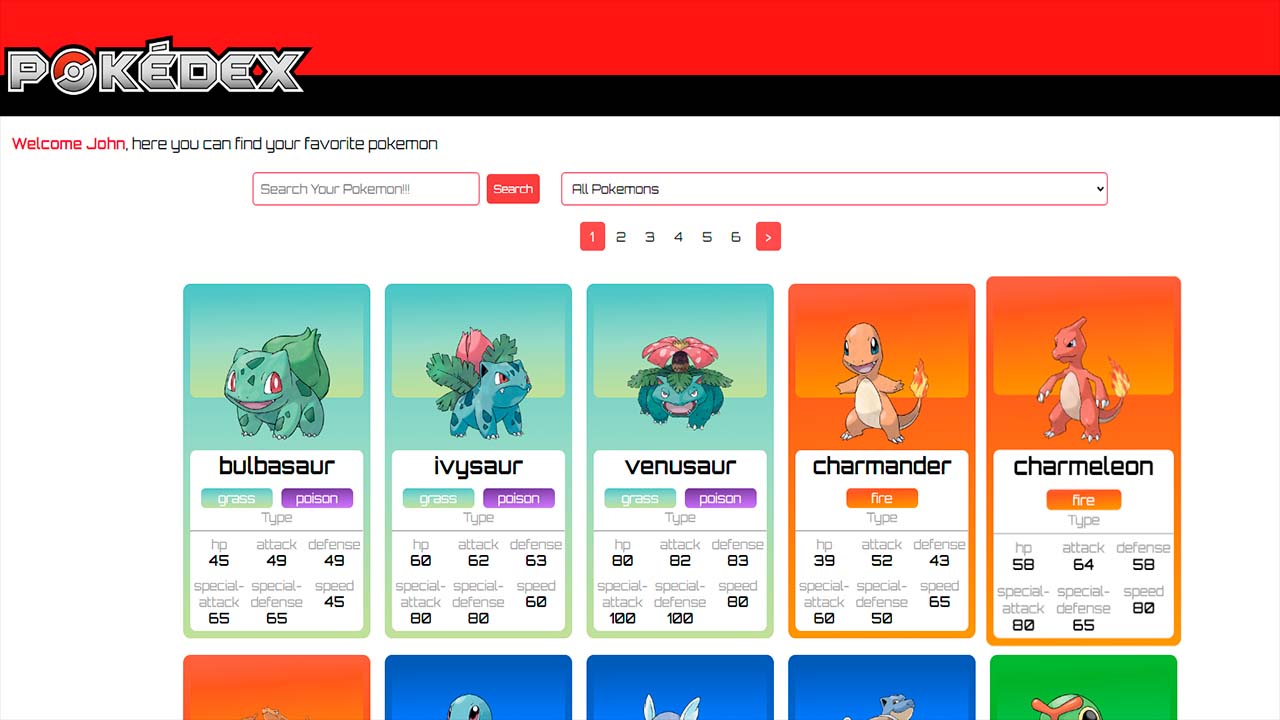 POKÉDEX
Welcome John, here you can find your favorite pokemon
Search Your Pokemon!!!
Search
All Pokemons
1 2 3 4 5 6 >
bulbasaur
grass poison
Type
hp attack defense
45 49 49
special-attack special-defense speed
65 65 45
ivysaur
grass poison
Type
hp attack defense
60 62 63
special-attack special-defense speed
80 80 60
venusaur
grass poison
Type
hp attack defense
80 82 83
special-attack special-defense speed
100 100 80
charmander
fire
Type
hp attack defense
39 52 43
special-attack special-defense speed
60 50 65
charmeleon
fire
Type
hp attack defense
58 64 58
special-attack special-defense speed
80 65 80